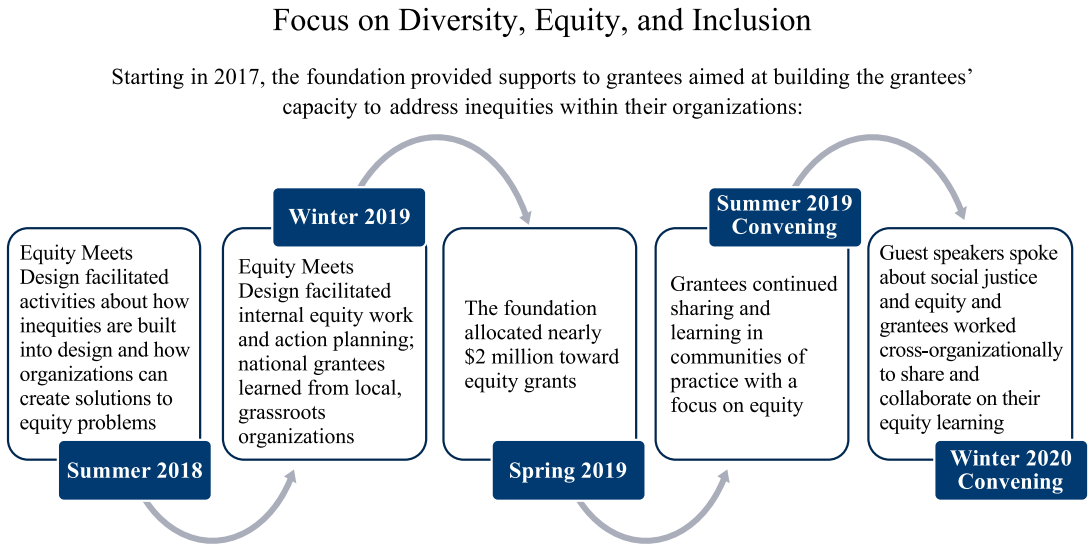 Focus on Diversity, Equity, and Inclusion
Starting in 2017, the foundation provided supports to grantees aimed at building the grantees’
capacity to address inequities within their organizations:
Equity Meets
Design facilitated
activities about how
inequities are built
into design and how
organizations can
create solutions to
equity problems
Summer 2018
Winter 2019
Equity Meets
Design facilitated
internal equity work
and action planning;
national grantees
learned from local,
grassroots
organizations
The foundation
allocated nearly
$2 million toward
equity grants
Spring 2019
Summer 2019
Convening
Grantees continued
sharing and
learning in
communities of
practice with a
focus on equity
Guest speakers spoke
about social justice
and equity and
grantees worked
cross-organizationally
to share and
collaborate on their
equity learning
Winter 2020
Convening